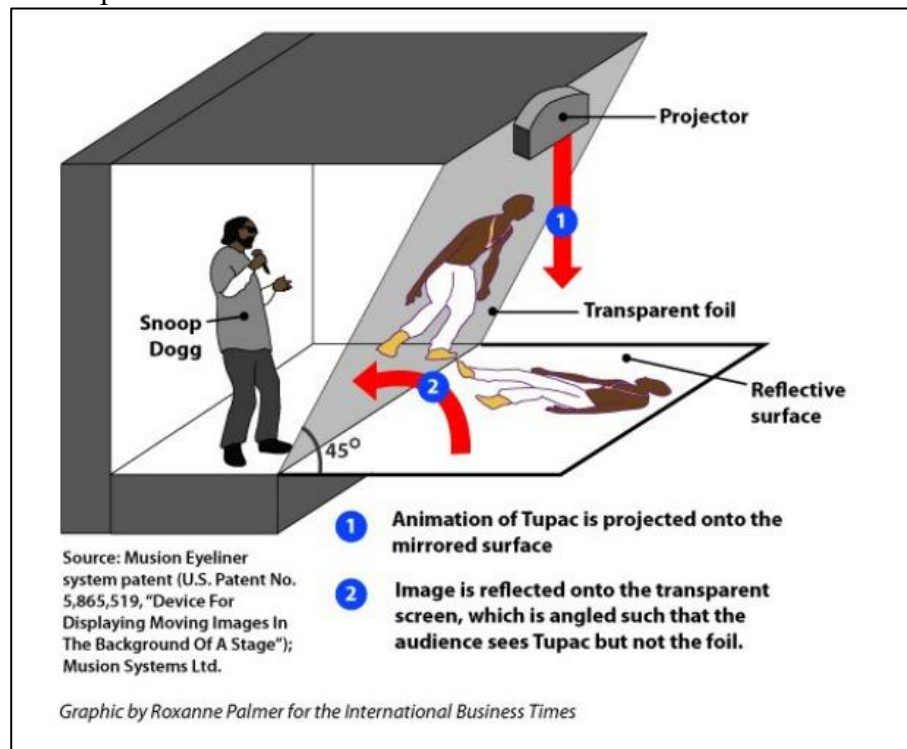 Projector
1
Transparent foil
Snoop
Dogg
2
Reflective
surface
45°
1 Animation of Tupac is projected onto the
mirrored surface
2 Image is reflected onto the transparent
screen, which is angled such that the
audience sees Tupac but not the foil.
Source: Musion Eyeliner
system patent (U.S. Patent No.
5,865,519, "Device For
Displaying Moving Images In
The Background Of A Stage");
Musion Systems Ltd.
Graphic by Roxanne Palmer for the International Business Times